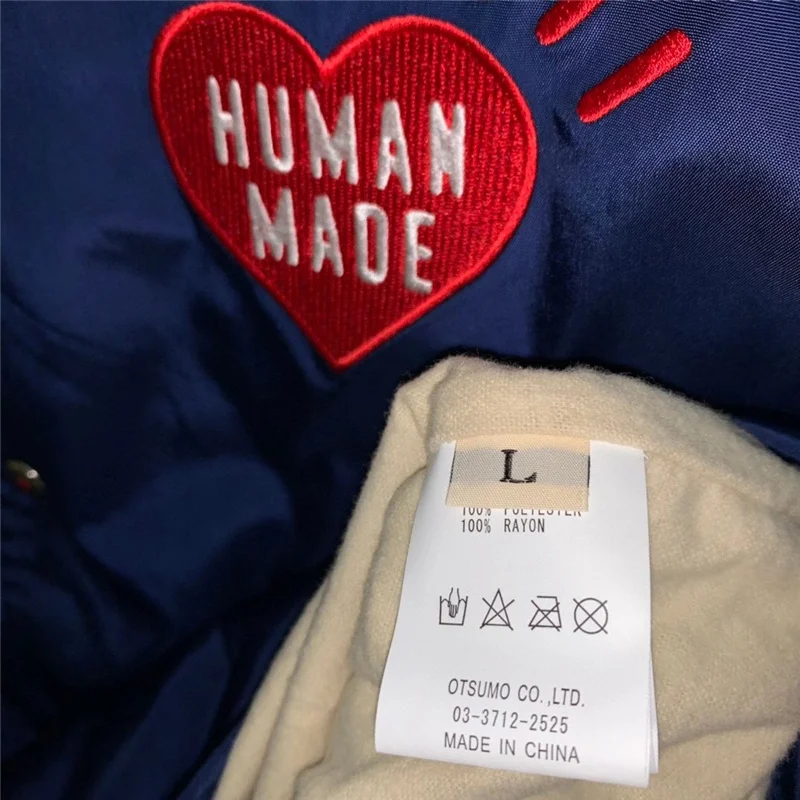 HUMAN
MADE
L
100% POLYESTER
100% RAYON
OTSUMO CO.,LTD.
03-3712-2525
MADE IN CHINA